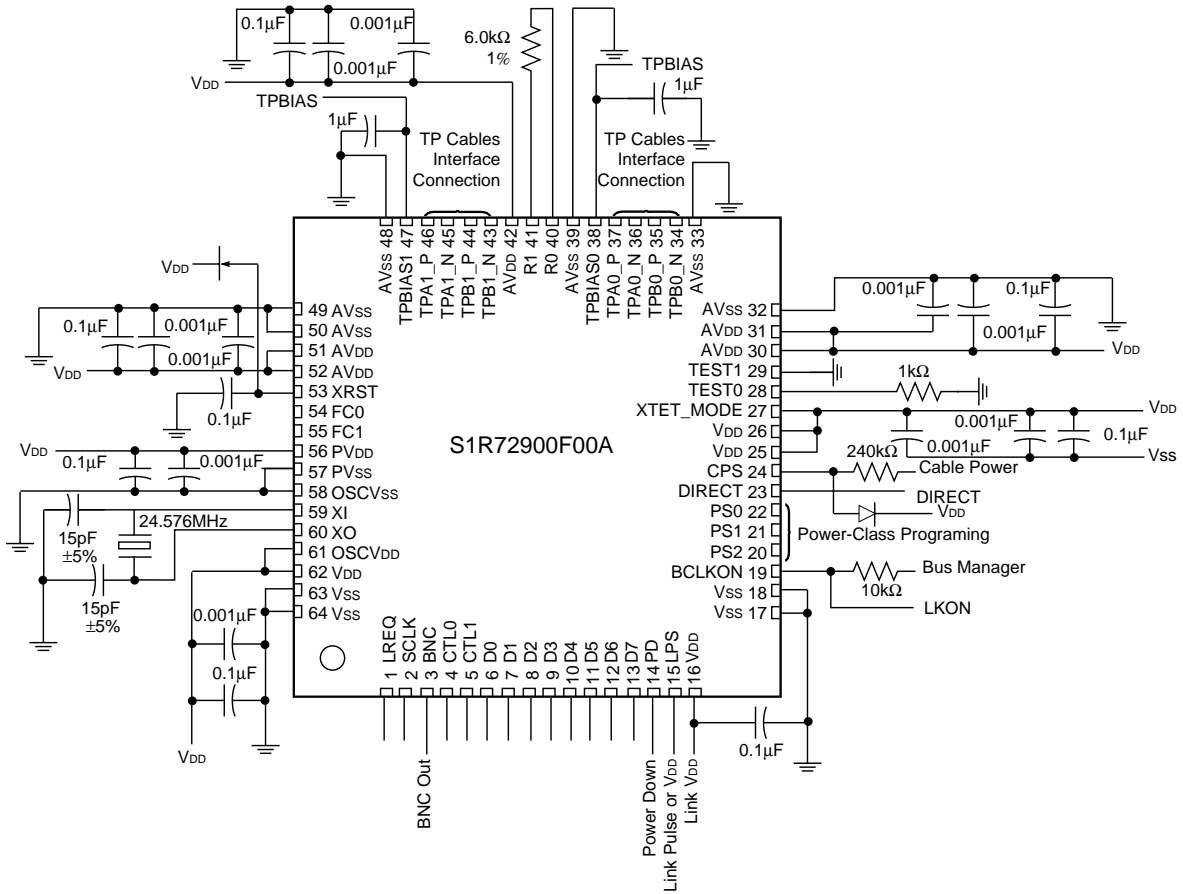 0.1µF
0.001µF
0.001µF
VDD
TPBIAS
1µF
6.0kΩ
1%
TPBIAS
1µF
TP Cables
Interface
Connection
TP Cables
Interface
Connection
AVSS 48
TPBIAS1 47
TPA1_P 46
TPA1_N 45
TPB1_P 44
TPB1_N 43
AVDD 42
R1 41
R0 40
AVSS 39
TPBIAS0 38
TPA0_P 37
TPA0_N 36
TPB0_P 35
TPB0_N 34
AVSS 33
VDD
0.1µF
0.001µF
0.001µF
VDD
0.1µF
VDD
0.1µF
0.001µF
24.576MHz
15pF
±5%
15pF
±5%
0.001µF
0.1µF
VDD
49 AVSS
50 AVSS
51 AVDD
52 AVDD
53 XRST
54 FC0
55 FC1
56 PVDD
57 PVSS
58 OSCVSS
59 XI
60 XO
61 OSCVDD
62 VDD
63 VSS
64 VSS
S1R72900F00A
AVSS 32
AVDD 31
AVDD 30
TEST1 29
TEST0 28
XTET_MODE 27
VDD 26
VDD 25
CPS 24
DIRECT 23
PS0 22
PS1 21
PS2 20
BCLKON 19
VSS 18
VSS 17
0.001µF
0.1µF
0.001µF
VDD
1kΩ
VDD
0.001µF
0.1µF
0.001µF
VSS
240kΩ
Cable Power
DIRECT
VDD
Power-Class Programing
Bus Manager
10kΩ
LKON
1 LREQ
2 SCLK
3 BNC
4 CTL0
5 CTL1
6 D0
7 D1
8 D2
9 D3
10 D4
11 D5
12 D6
13 D7
14 PD
15 LPS
16 VDD
0.1µF
BNC Out
Power Down
Link Pulse or VDD
Link VDD